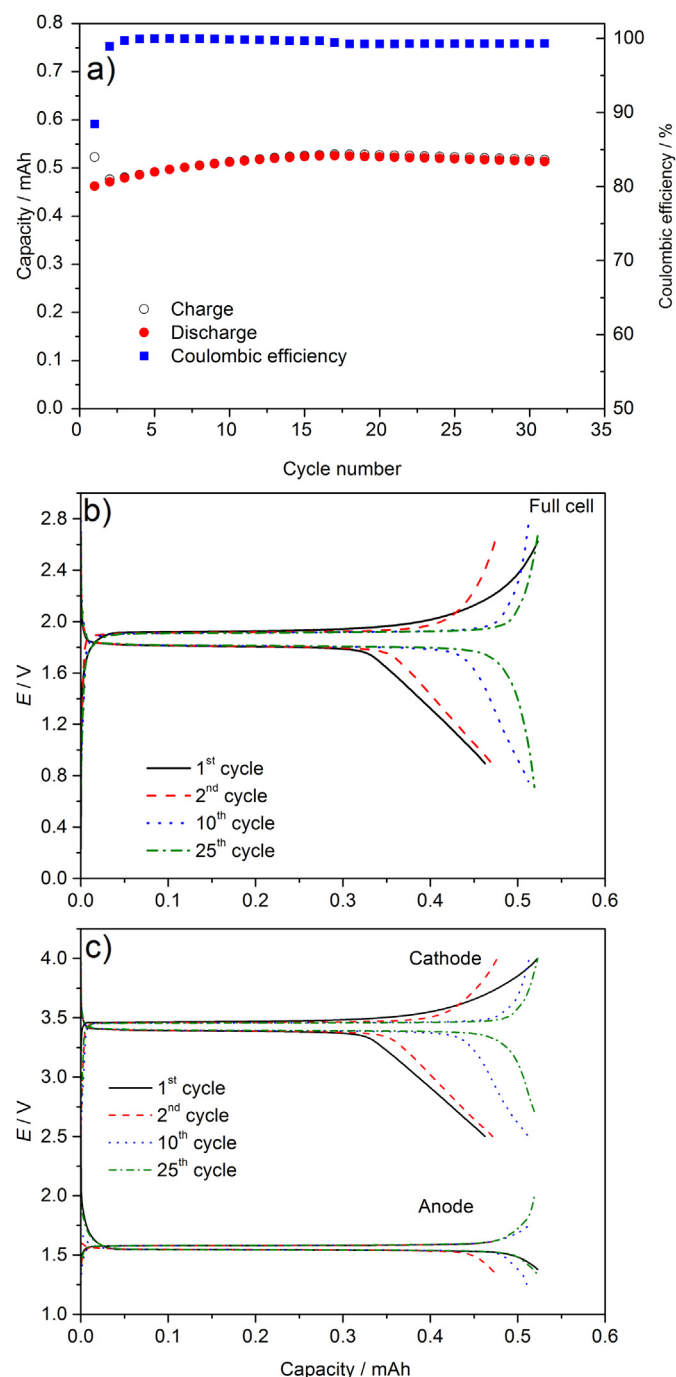 a)
0.8
0.7
0.6
0.5
0.4
0.3
0.2
0.1
0.0
Capacity / mAh
100
90
80
70
60
50
Coulombic efficiency / %
Charge
Discharge
Coulombic efficiency
0 5 10 15 20 25 30 35
Cycle number
b)
Full cell
2.8
2.4
2.0
1.6
1.2
0.8
0.4
0.0
E / V
1st cycle
2nd cycle
10th cycle
25th cycle
0.0 0.1 0.2 0.3 0.4 0.5 0.6
c)
Cathode
4.0
3.5
3.0
2.5
2.0
1.5
1.0
E / V
1st cycle
2nd cycle
10th cycle
25th cycle
Anode
0.0 0.1 0.2 0.3 0.4 0.5 0.6
Capacity / mAh